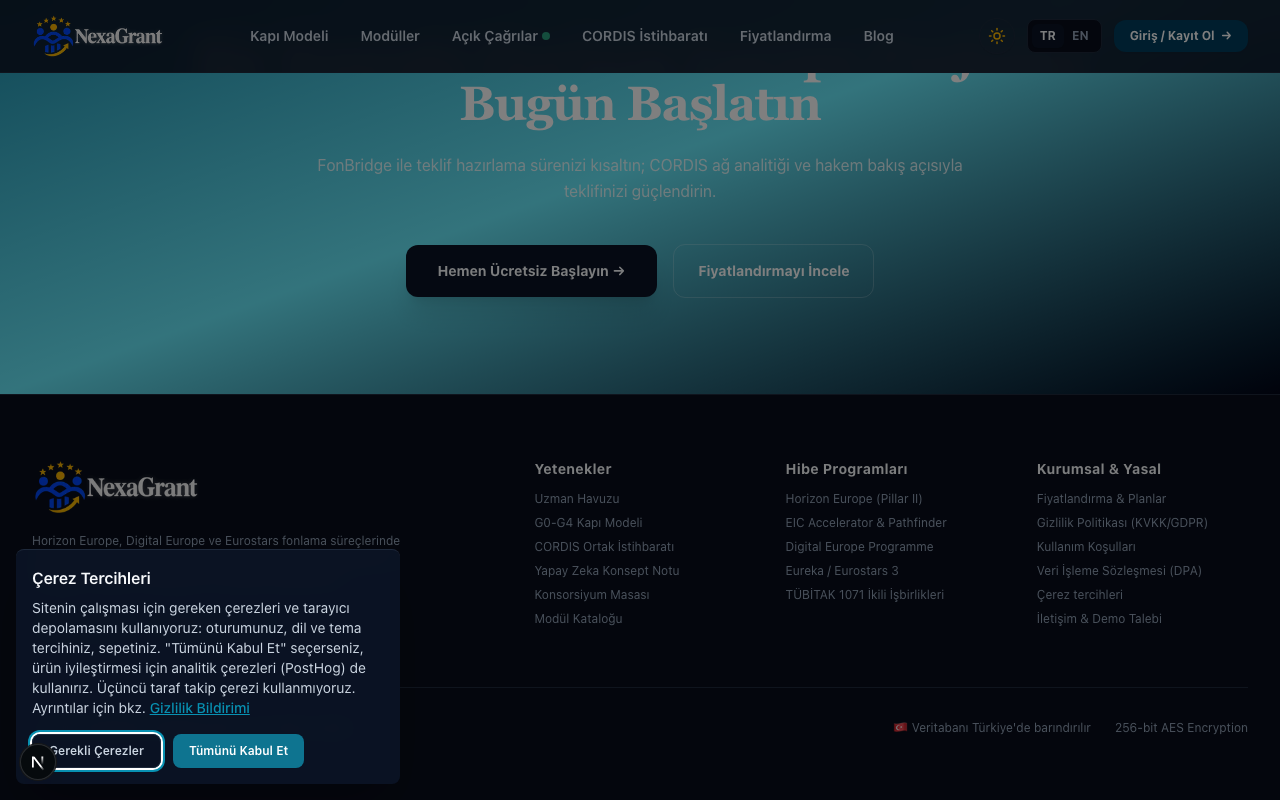 NexaGrant
Kapı Modeli
Modüller
Açık Çağrılar
CORDIS İstihbaratı
Fiyatlandırma
Blog
TR
EN
Giriş / Kayıt Ol →
Bugün Başlatın
FonBridge ile teklif hazırlama sürenizi kısaltın; CORDIS ağ analitiği ve hakem bakış açısıyla
teklifinizi güçlendirin.
Hemen Ücretsiz Başlayın →
Fiyatlandırmayı İncele
NexaGrant
Horizon Europe, Digital Europe ve Eurostars fonlama süreçlerinde
Yetenekler
Uzman Havuzu
G0-G4 Kapı Modeli
CORDIS Ortak İstihbaratı
Yapay Zeka Konsept Notu
Konsorsiyum Masası
Modül Kataloğu
Hibe Programları
Horizon Europe (Pillar II)
EIC Accelerator & Pathfinder
Digital Europe Programme
Eureka / Eurostars 3
TÜBİTAK 1071 İkili İşbirlikleri
Kurumsal & Yasal
Fiyatlandırma & Planlar
Gizlilik Politikası (KVKK/GDPR)
Kullanım Koşulları
Veri İşleme Sözleşmesi (DPA)
Çerez tercihleri
İletişim & Demo Talebi
Çerez Tercihleri
Sitenin çalışması için gereken çerezleri ve tarayıcı
depolamasını kullanıyoruz: oturumunuz, dil ve tema
tercihiniz, sepetiniz. "Tümünü Kabul Et" seçerseniz,
ürün iyileştirmesi için analitik çerezleri (PostHog) de
kullanırız. Üçüncü taraf takip çerezi kullanmıyoruz.
Ayrıntılar için bkz. Gizlilik Bildirimi
Gerekli Çerezler
Tümünü Kabul Et
N
Veritabanı Türkiye'de barındırılır
256-bit AES Encryption